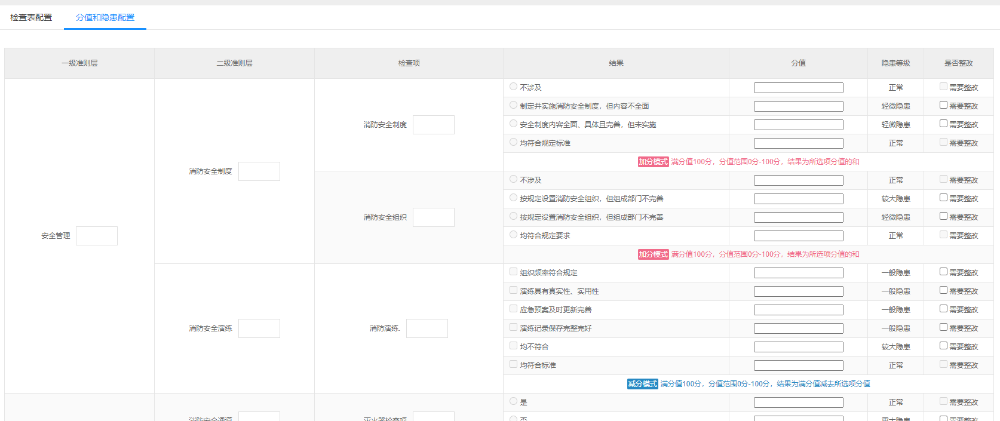 检查表配置 分值和隐患配置
一级准则层 二级准则层 检查项 结果 分值 隐患等级 是否整改
不涉及 正常 需要整改
制定并实施消防安全制度，但内容不全面 轻微隐患 需要整改
消防安全制度 安全制度内容全面、具体且完善，但未实施 轻微隐患 需要整改
均符合规定标准 正常 需要整改
加分模式 满分值100分，分值范围0分-100分，结果为所选项分值的和
消防安全制度
不涉及 正常 需要整改
按规定设置消防安全组织，但组成部门不完善 较大隐患 需要整改
消防安全组织 按规定设置消防安全组织，但组成部门不完善 轻微隐患 需要整改
安全管理 均符合规定要求 正常 需要整改
加分模式 满分值100分，分值范围0分-100分，结果为所选项分值的和
组织频率符合规定 一般隐患 需要整改
演练具有真实性、实用性 一般隐患 需要整改
应急预案及时更新完善 一般隐患 需要整改
消防安全演练 消防演练. 演练记录保存完整完好 一般隐患 需要整改
均不符合 较大隐患 需要整改
均符合标准 正常 需要整改
减分模式 满分值100分，分值范围0分-100分，结果为满分值减去所选项分值
是 正常 需要整改
消防安全通道 灭火器检查项 否 重大隐患 需要整改